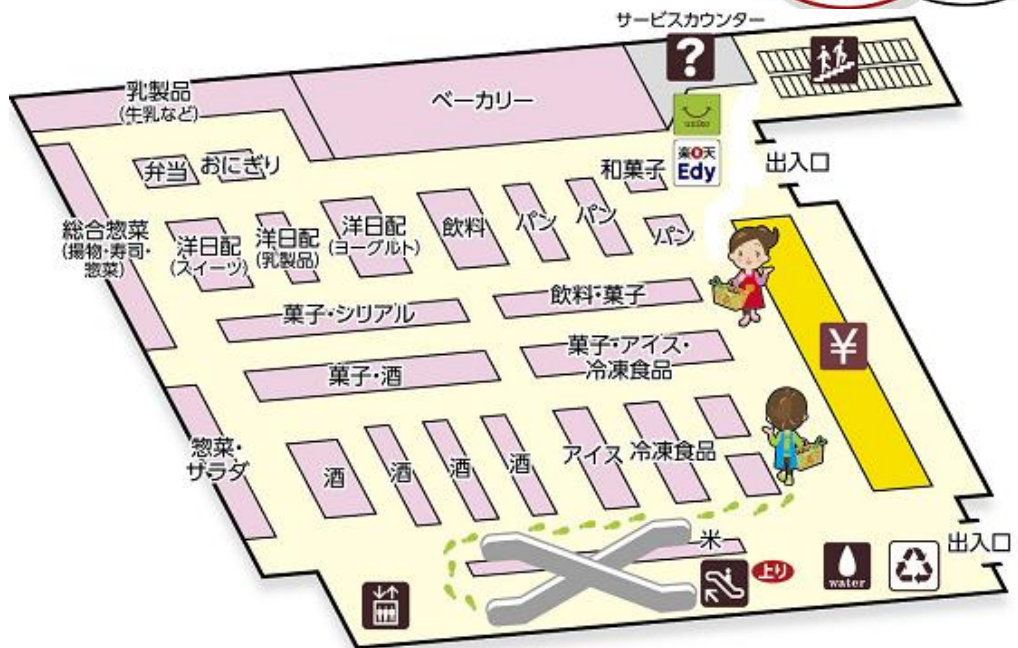 サービスカウンター
?
乳製品
(牛乳など)
ベーカリー
楽天
Edy
出入口
弁当
おにぎり
和菓子
総合惣菜
(揚物・寿司・
惣菜)
洋日配
(スイーツ)
洋日配
(乳製品)
洋日配
(ヨーグルト)
飲料
パン
パン
パン
菓子・シリアル
飲料・菓子
¥
菓子・酒
菓子・アイス・
冷凍食品
惣菜・
サラダ
酒
酒
酒
酒
アイス
冷凍食品
米
上り
water
出入口